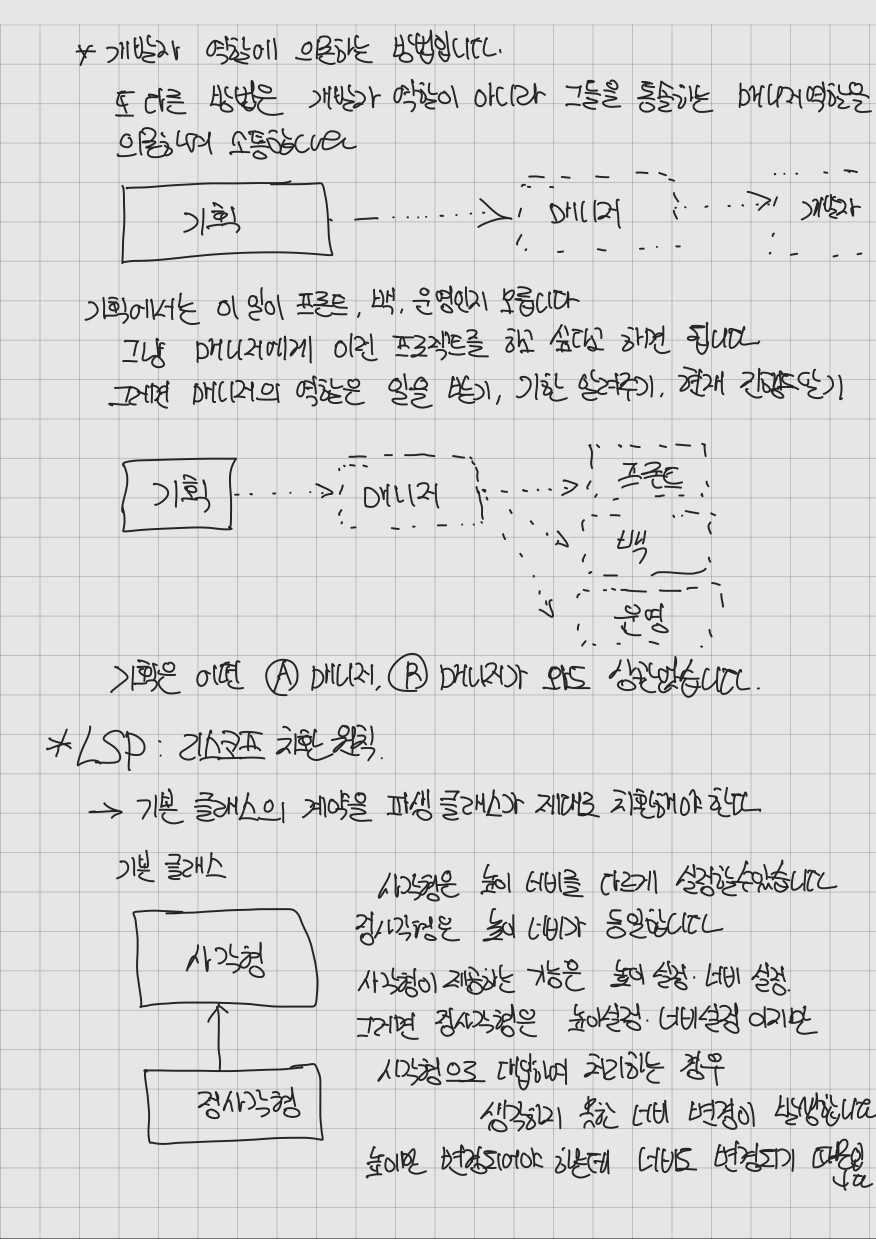 * 개발자 역할에 의존하는 방법입니다.
또 다른 방법은 개발자 역할이 아니라 그들을 통솔하는 매니저역할을
의존하여 소통합니다
기획
매니저
개발자
기획에서는 이 일이 프론트, 백, 운영인지 모릅니다
그냥 매니저에게 이런 프로젝트를 하고 싶다고 하면 됩니다
그러면 매니저의 역할은 일을 받기, 기한 알려주기, 현재 진행도
기획
매니저
프론트
백
운영
기획은 어떤 Ⓐ 매니저, Ⓑ 매니저가 와도 상관없습니다.
* LSP : 리스코프 치환 원칙.
→ 기본 클래스의 계약을 파생 클래스가 제대로 치환해야 한다
기본 클래스
사각형
정사각형
사각형은 높이 너비를 다르게 설정할수있습니다
정사각형은 높이 너비가 동일합니다
사각형이 제공하는 기능은 높이 설정·너비 설정.
그러면 정사각형은 높이설정·너비설정 이지만
사각형으로 대입하여 처리하는 경우
생각하지 못한 너비 변경이 발생합니다
높이만 변경되어야 하는데 너비도 변경되기 때문입
니다